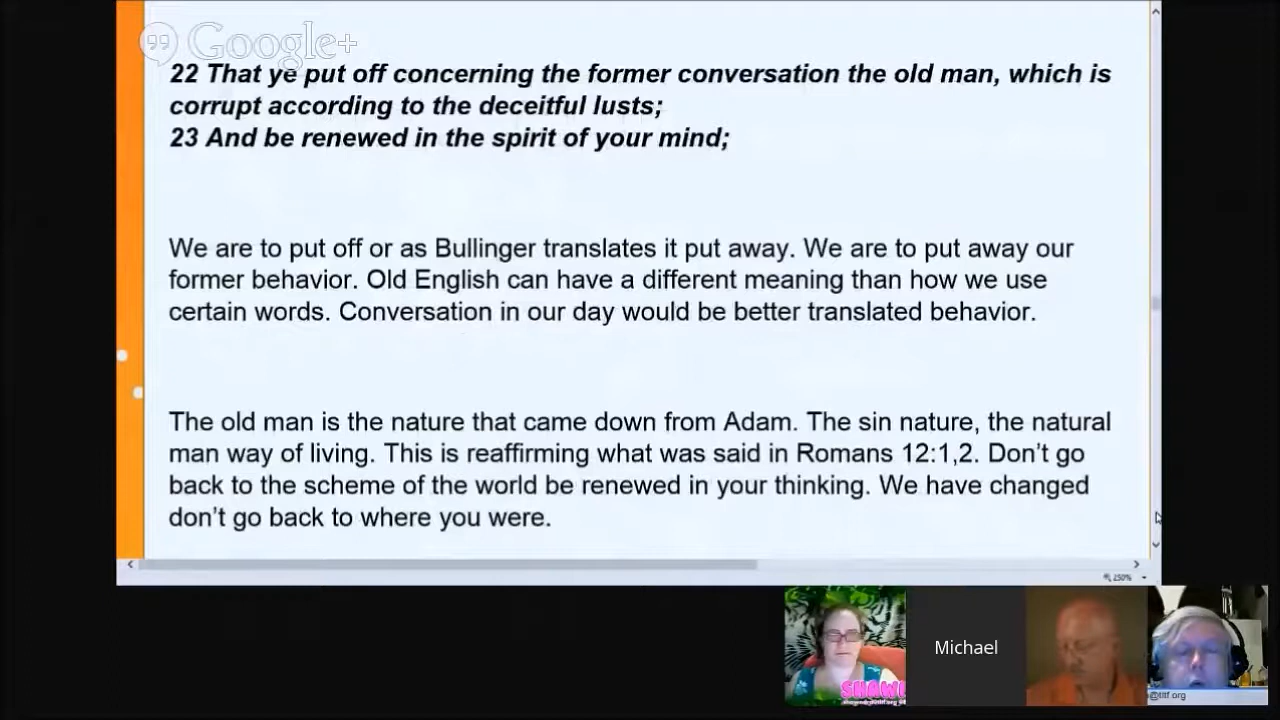 Google+
22 That ye put off concerning the former conversation the old man, which is
corrupt according to the deceitful lusts;
23 And be renewed in the spirit of your mind;
We are to put off or as Bullinger translates it put away. We are to put away our
former behavior. Old English can have a different meaning than how we use
certain words. Conversation in our day would be better translated behavior.
The old man is the nature that came down from Adam. The sin nature, the natural
man way of living. This is reaffirming what was said in Romans 12:1,2. Don't go
back to the scheme of the world be renewed in your thinking. We have changed
don't go back to where you were.
250%
Michael